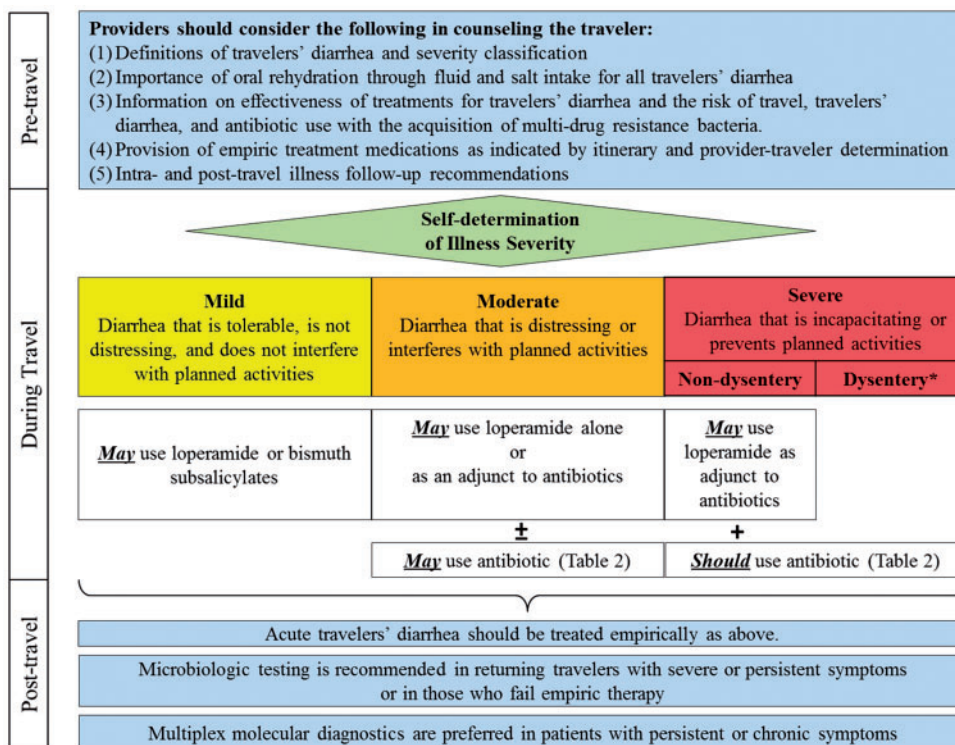 Pre-travel
Providers should consider the following in counseling the traveler:
(1) Definitions of travelers’ diarrhea and severity classification
(2) Importance of oral rehydration through fluid and salt intake for all travelers’ diarrhea
(3) Information on effectiveness of treatments for travelers’ diarrhea and the risk of travel, travelers’
diarrhea, and antibiotic use with the acquisition of multi-drug resistance bacteria.
(4) Provision of empiric treatment medications as indicated by itinerary and provider-traveler determination
(5) Intra- and post-travel illness follow-up recommendations
During Travel
Self-determination
of Illness Severity
Mild
Diarrhea that is tolerable, is not
distressing, and does not interfere
with planned activities
Moderate
Diarrhea that is distressing or
interferes with planned activities
Severe
Diarrhea that is incapacitating or
prevents planned activities
Non-dysentery
Dysentery*
May use loperamide or bismuth
subsalicylates
May use loperamide alone
or
as an adjunct to antibiotics
May use
loperamide as
adjunct to
antibiotics
±
+
May use antibiotic (Table 2)
Should use antibiotic (Table 2)
Post-travel
Acute travelers’ diarrhea should be treated empirically as above.
Microbiologic testing is recommended in returning travelers with severe or persistent symptoms
or in those who fail empiric therapy
Multiplex molecular diagnostics are preferred in patients with persistent or chronic symptoms